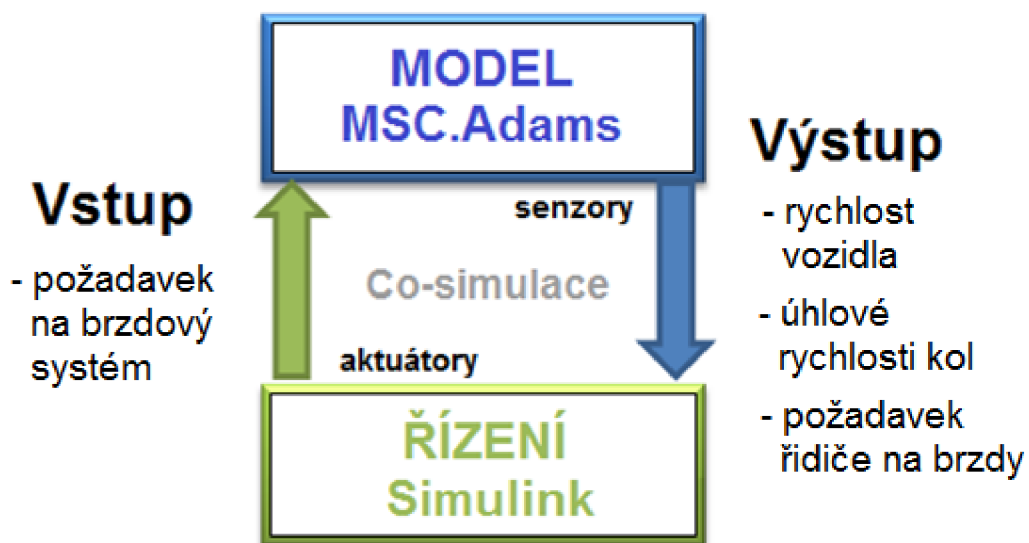 MODEL
MSC.Adams
Vstup
- požadavek
na brzdový
systém
senzory
Co-simulace
aktuátory
Výstup
- rychlost
vozidla
- úhlové
rychlosti kol
- požadavek
řidiče na brzdy
ŘÍZENÍ
Simulink